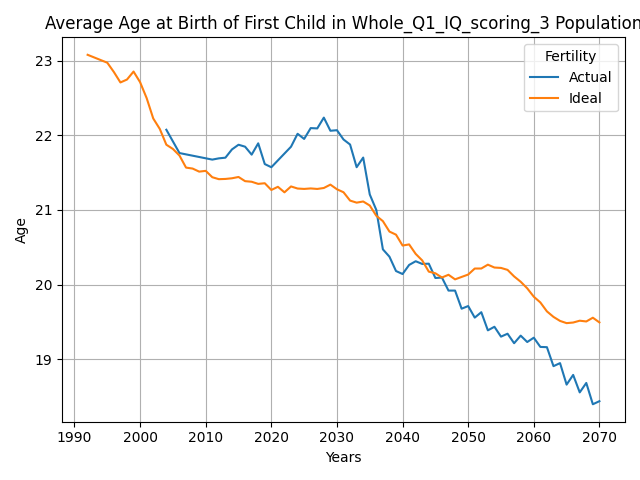 Average Age at Birth of First Child in Whole_Q1_IQ_scoring_3 Population
Fertility
Actual
Ideal
Age
23
22
21
20
19
1990 2000 2010 2020 2030 2040 2050 2060 2070
Years